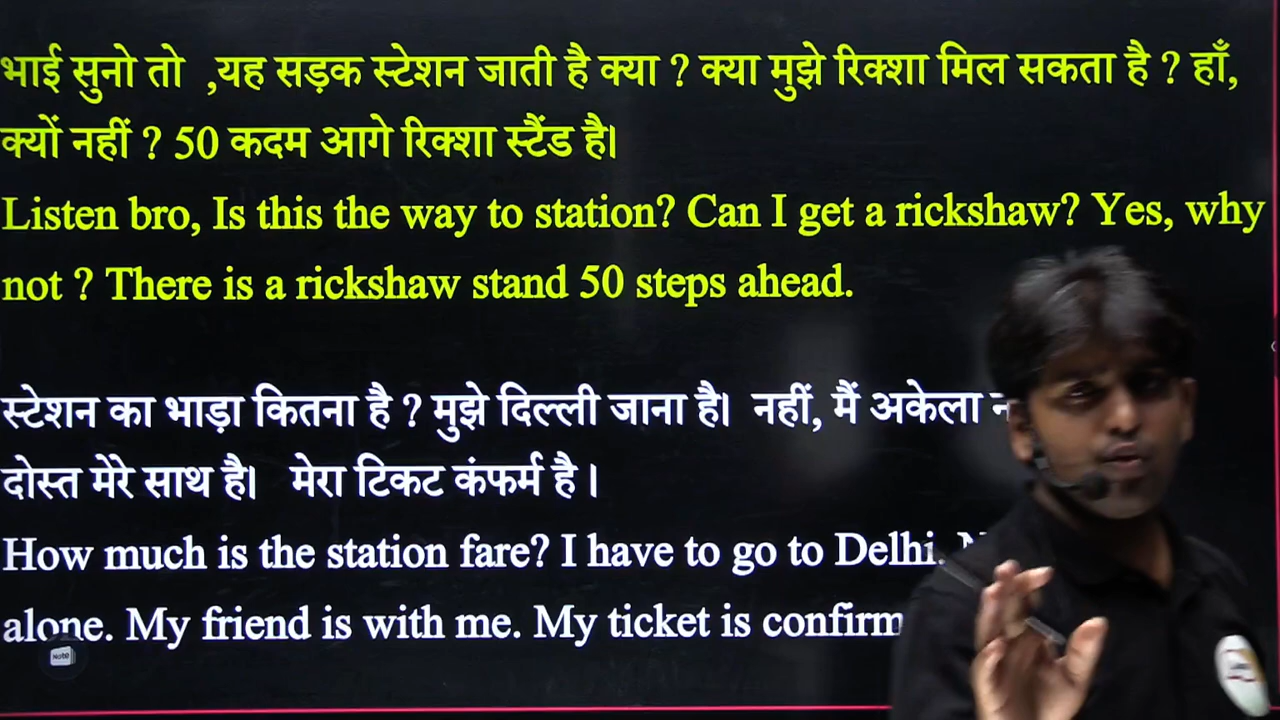 भाई सुनो तो ,यह सड़क स्टेशन जाती है क्या ? क्या मुझे रिक्शा मिल सकता है ? हाँ,
क्यों नहीं ? 50 कदम आगे रिक्शा स्टैंड है।
Listen bro, Is this the way to station? Can I get a rickshaw? Yes, why
not ? There is a rickshaw stand 50 steps ahead.
स्टेशन का भाड़ा कितना है ? मुझे दिल्ली जाना है। नहीं, मैं अकेला
दोस्त मेरे साथ है। मेरा टिकट कंफर्म है ।
How much is the station fare? I have to go to Delhi.
alone. My friend is with me. My ticket is confirm
Note